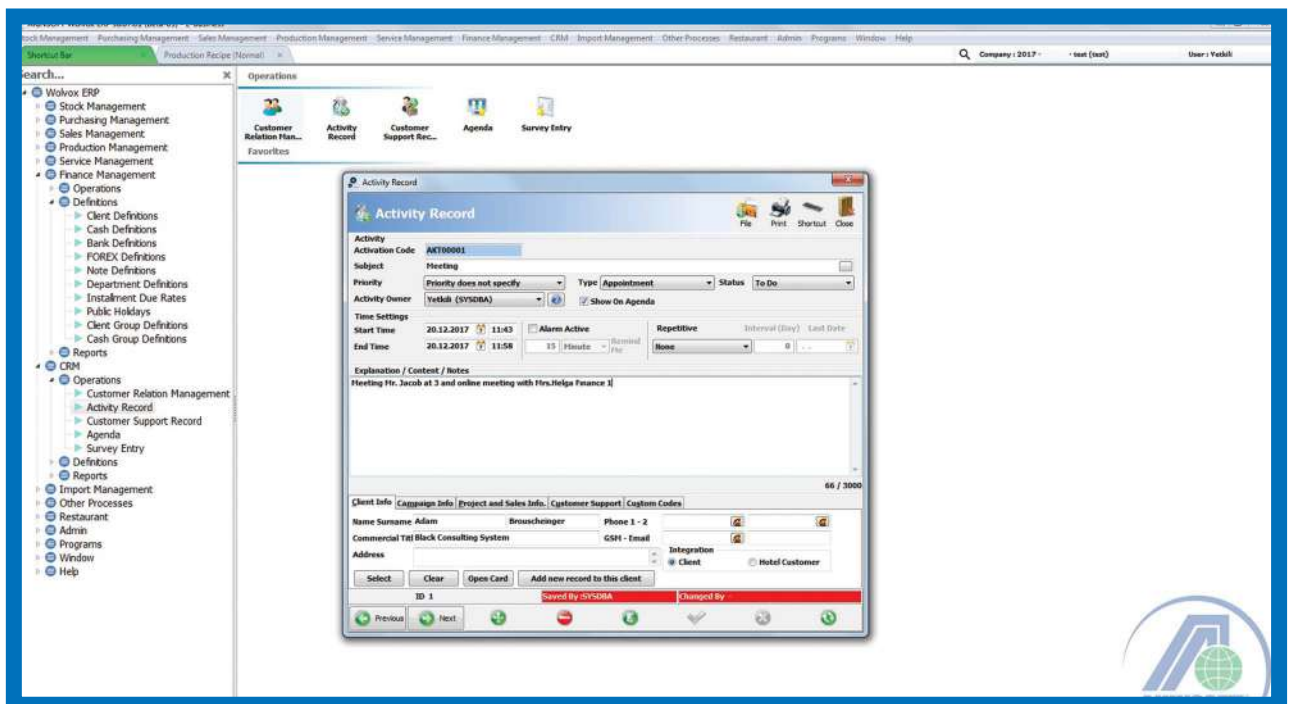 Stock Management Purchasing Management Sales Management Production Management Service Management Finance Management CRM Import Management Other Processes Restaurant Admin Programs Window Help
Shortcut Bar Production Recipe (Normal) Company : 2017 - - test (test) User : Yetkili
Search...
Operations
Wolvox ERP
Stock Management
Purchasing Management
Sales Management
Production Management
Service Management
Finance Management
Operations
Definitions
Client Definitions
Cash Definitions
Bank Definitions
FOREX Definitions
Note Definitions
Department Definitions
Instalment Due Rates
Public Holidays
Client Group Definitions
Cash Group Definitions
Reports
CRM
Operations
Customer Relation Management
Activity Record
Customer Support Record
Agenda
Survey Entry
Definitions
Reports
Import Management
Other Processes
Restaurant
Admin
Programs
Window
Help
Customer Relation Man... Activity Record Customer Support Rec... Agenda Survey Entry
Favorites
Activity Record
Activity Record File Print Shortcut Close
Activity
Activation Code AKT00001
Subject Meeting
Priority Priority does not specify Type Appointment Status To Do
Activity Owner Yetkili (SYSDBA) Show On Agenda
Time Settings
Start Time 20.12.2017 11:43 Alarm Active Repetitive Interval (Day) Last Date
End Time 20.12.2017 11:58 15 Minute Remind Me None 0 . .
Explanation / Content / Notes
Meeting Mr. Jacob at 3 and online meeting with Mrs.Helga Finance 1
66 / 3000
Client Info Campaign Info Project and Sales Info. Customer Support Custom Codes
Name Surname Adam Brouscheinger Phone 1 - 2
Commercial Titl Black Consulting System GSM - Email
Address Integration
Client Hotel Customer
Select Clear Open Card Add new record to this client
ID 1 Saved By :SYSDBA Changed By -
Previous Next